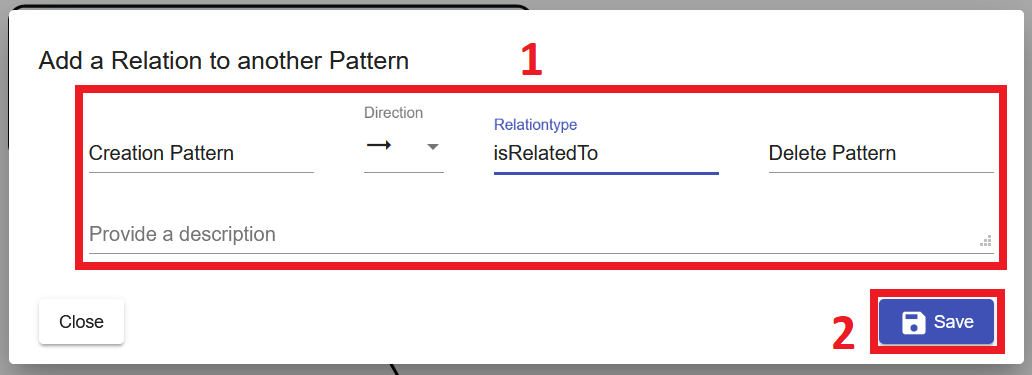 Add a Relation to another Pattern
1
Direction
Relationtype
Creation Pattern
isRelatedTo
Delete Pattern
Provide a description
Close
2
Save